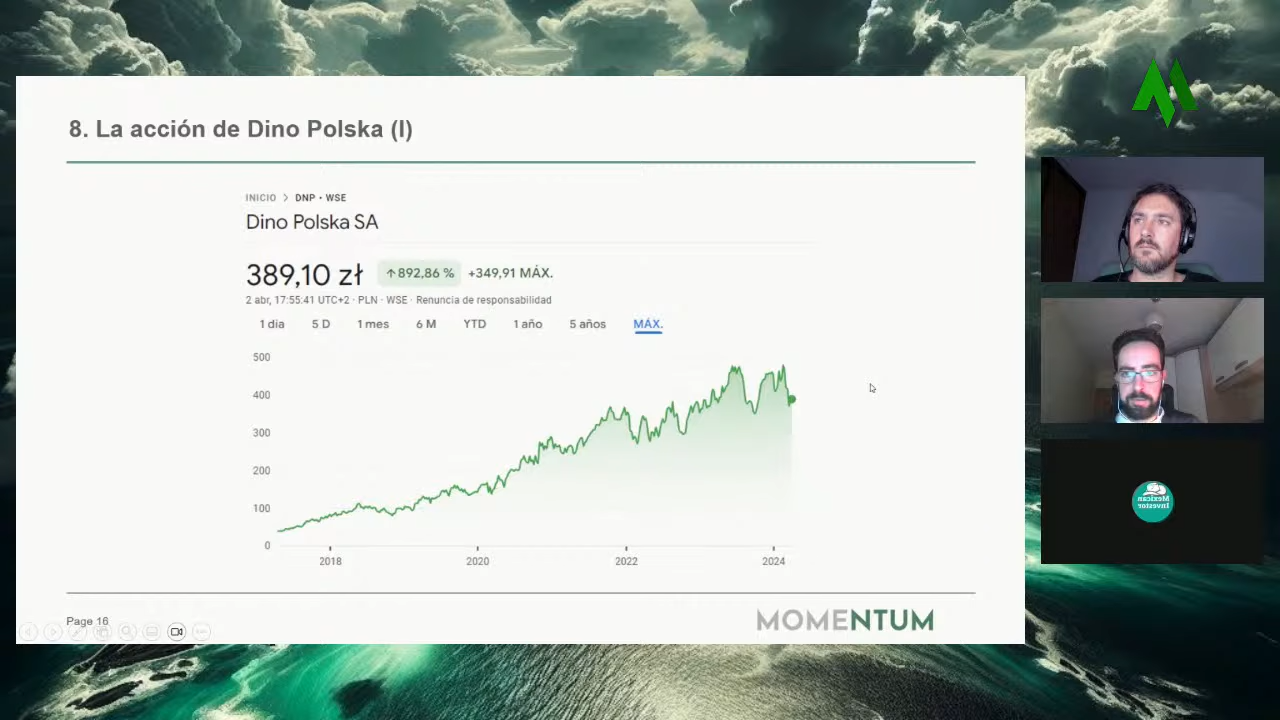 8. La acción de Dino Polska (I)
INICIO > DNP • WSE
Dino Polska SA
389,10 zł ↑892,86 % +349,91 MÁX.
2 abr, 17:55:41 UTC+2 · PLN · WSE · Renuncia de responsabilidad
1 día 5 D 1 mes 6 M YTD 1 año 5 años MÁX.
500
400
300
200
100
0
2018 2020 2022 2024
Page 16
MOMENTUM
Mexican
Investor